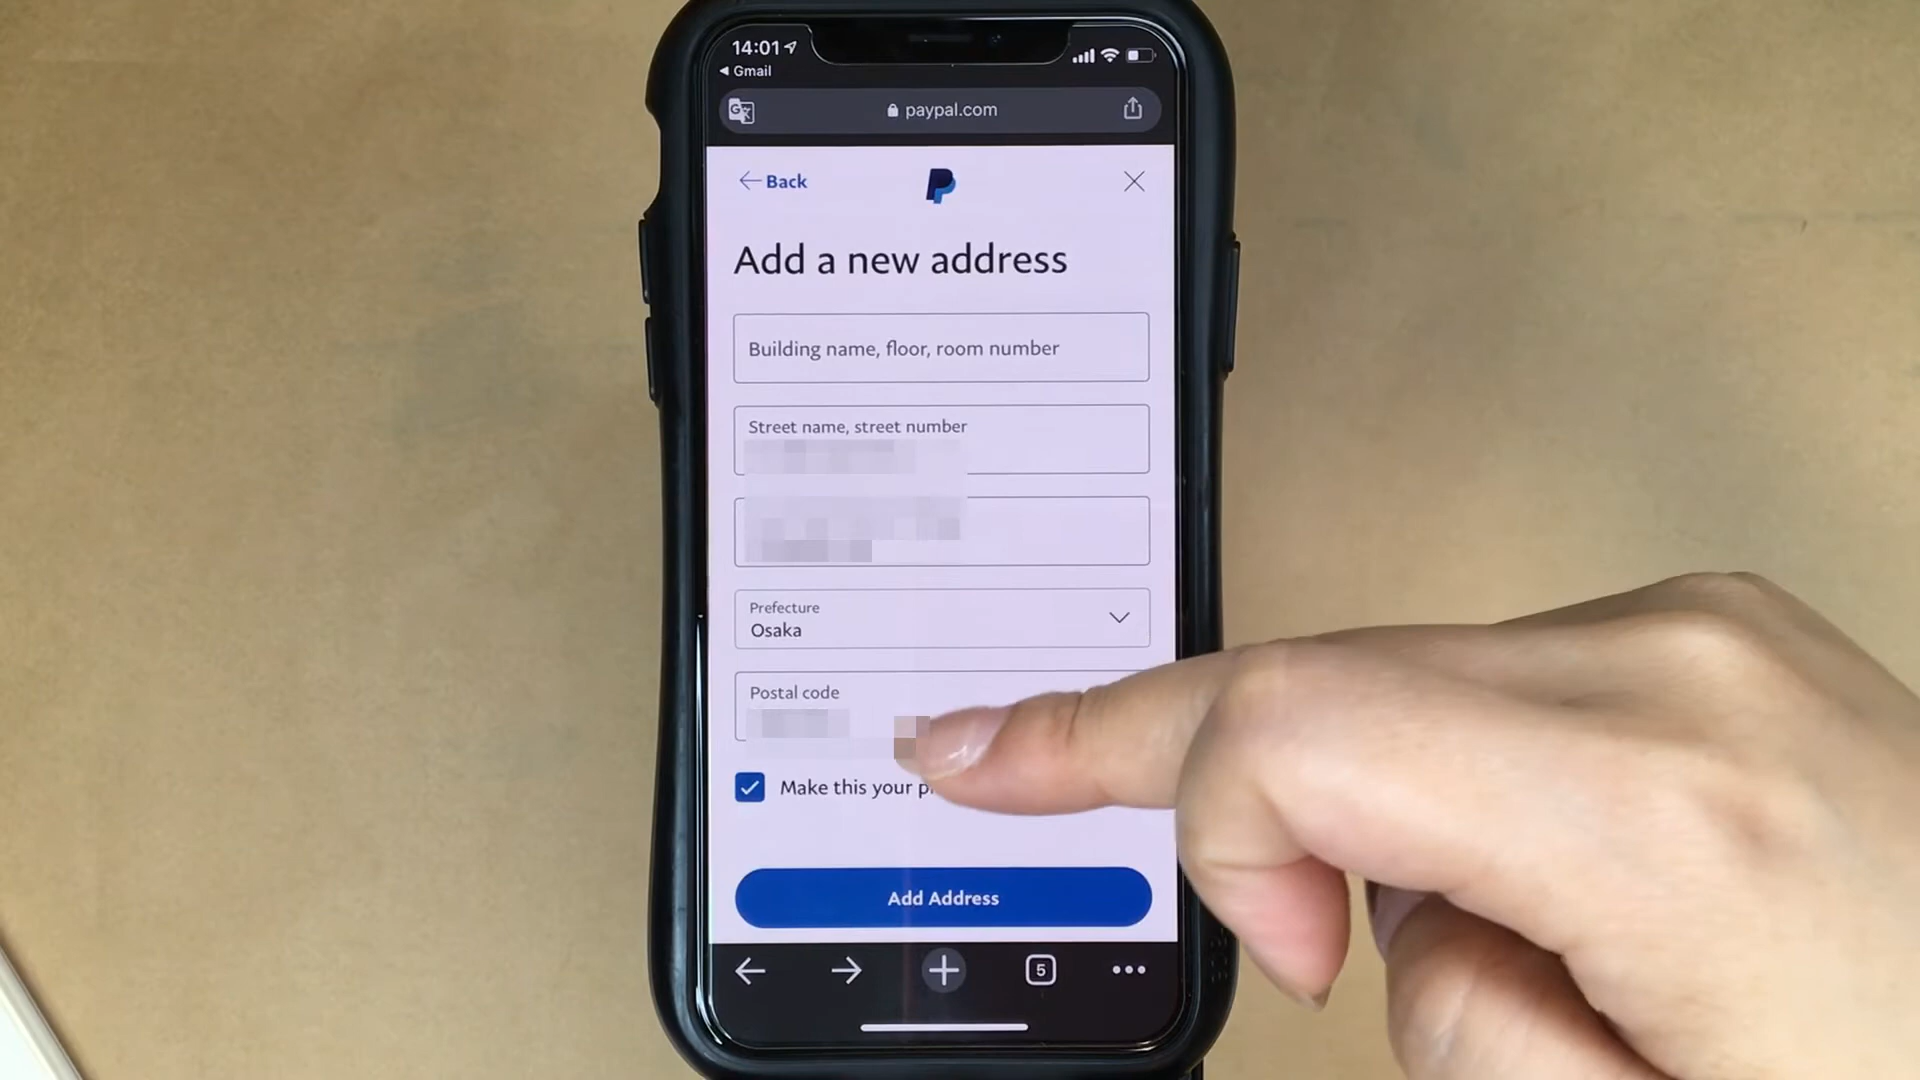 14:01
Gmail
paypal.com
Back
Add a new address
Building name, floor, room number
Street name, street number
Prefecture
Osaka
Postal code
Make this your
Add Address
5